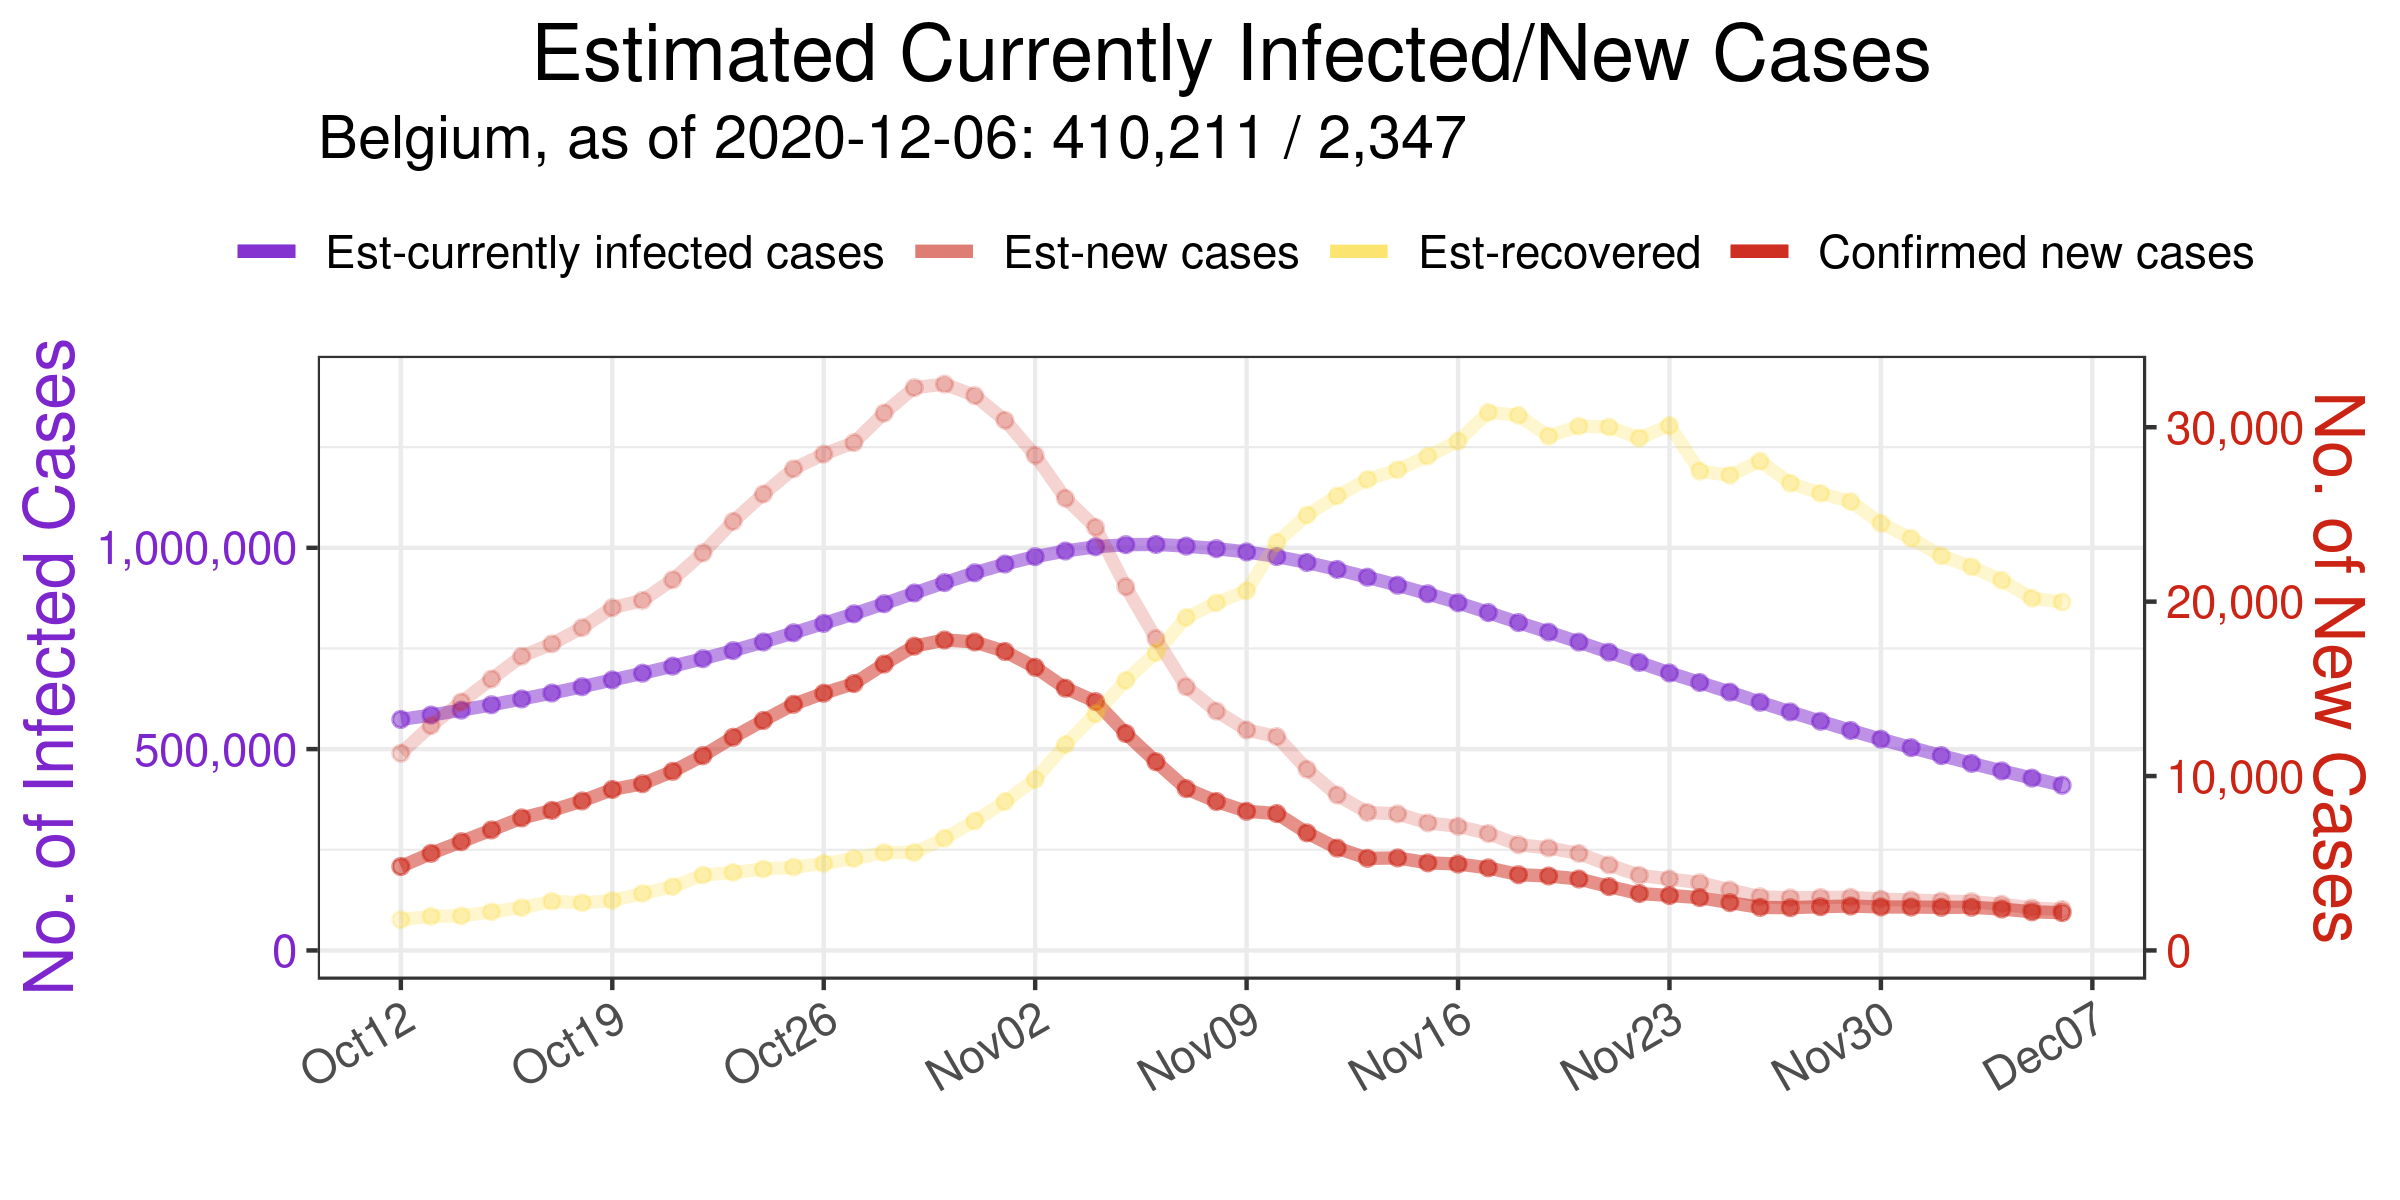 Estimated Currently Infected/New Cases
Belgium, as of 2020-12-06: 410,211 / 2,347
Est-currently infected cases Est-new cases Est-recovered Confirmed new cases
No. of Infected Cases
1,000,000
500,000
0
30,000
20,000
10,000
0
No. of New Cases
Oct12 Oct19 Oct26 Nov02 Nov09 Nov16 Nov23 Nov30 Dec07